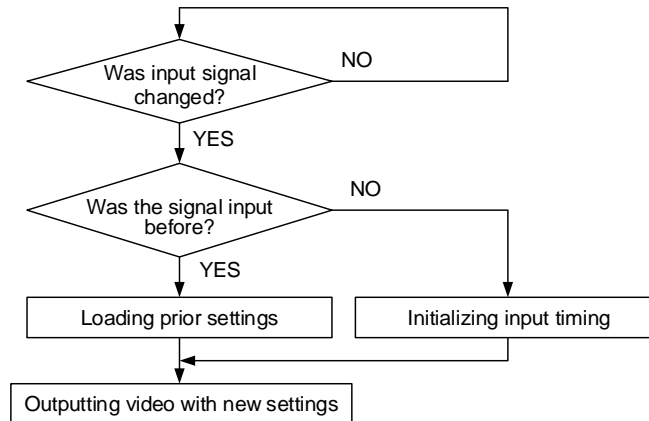 Was input signal
changed?
NO
YES
Was the signal input
before?
NO
YES
Loading prior settings
Initializing input timing
Outputting video with new settings